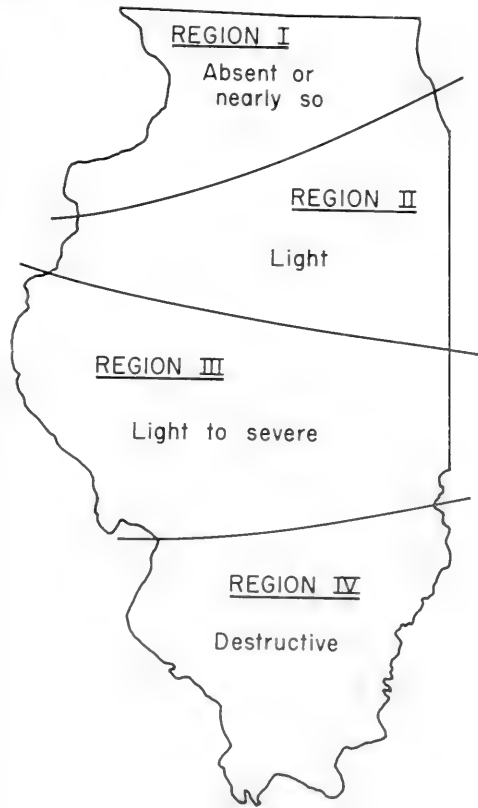 REGION I
Absent or
nearly so
REGION II
Light
REGION III
Light to severe
REGION IV
Destructive